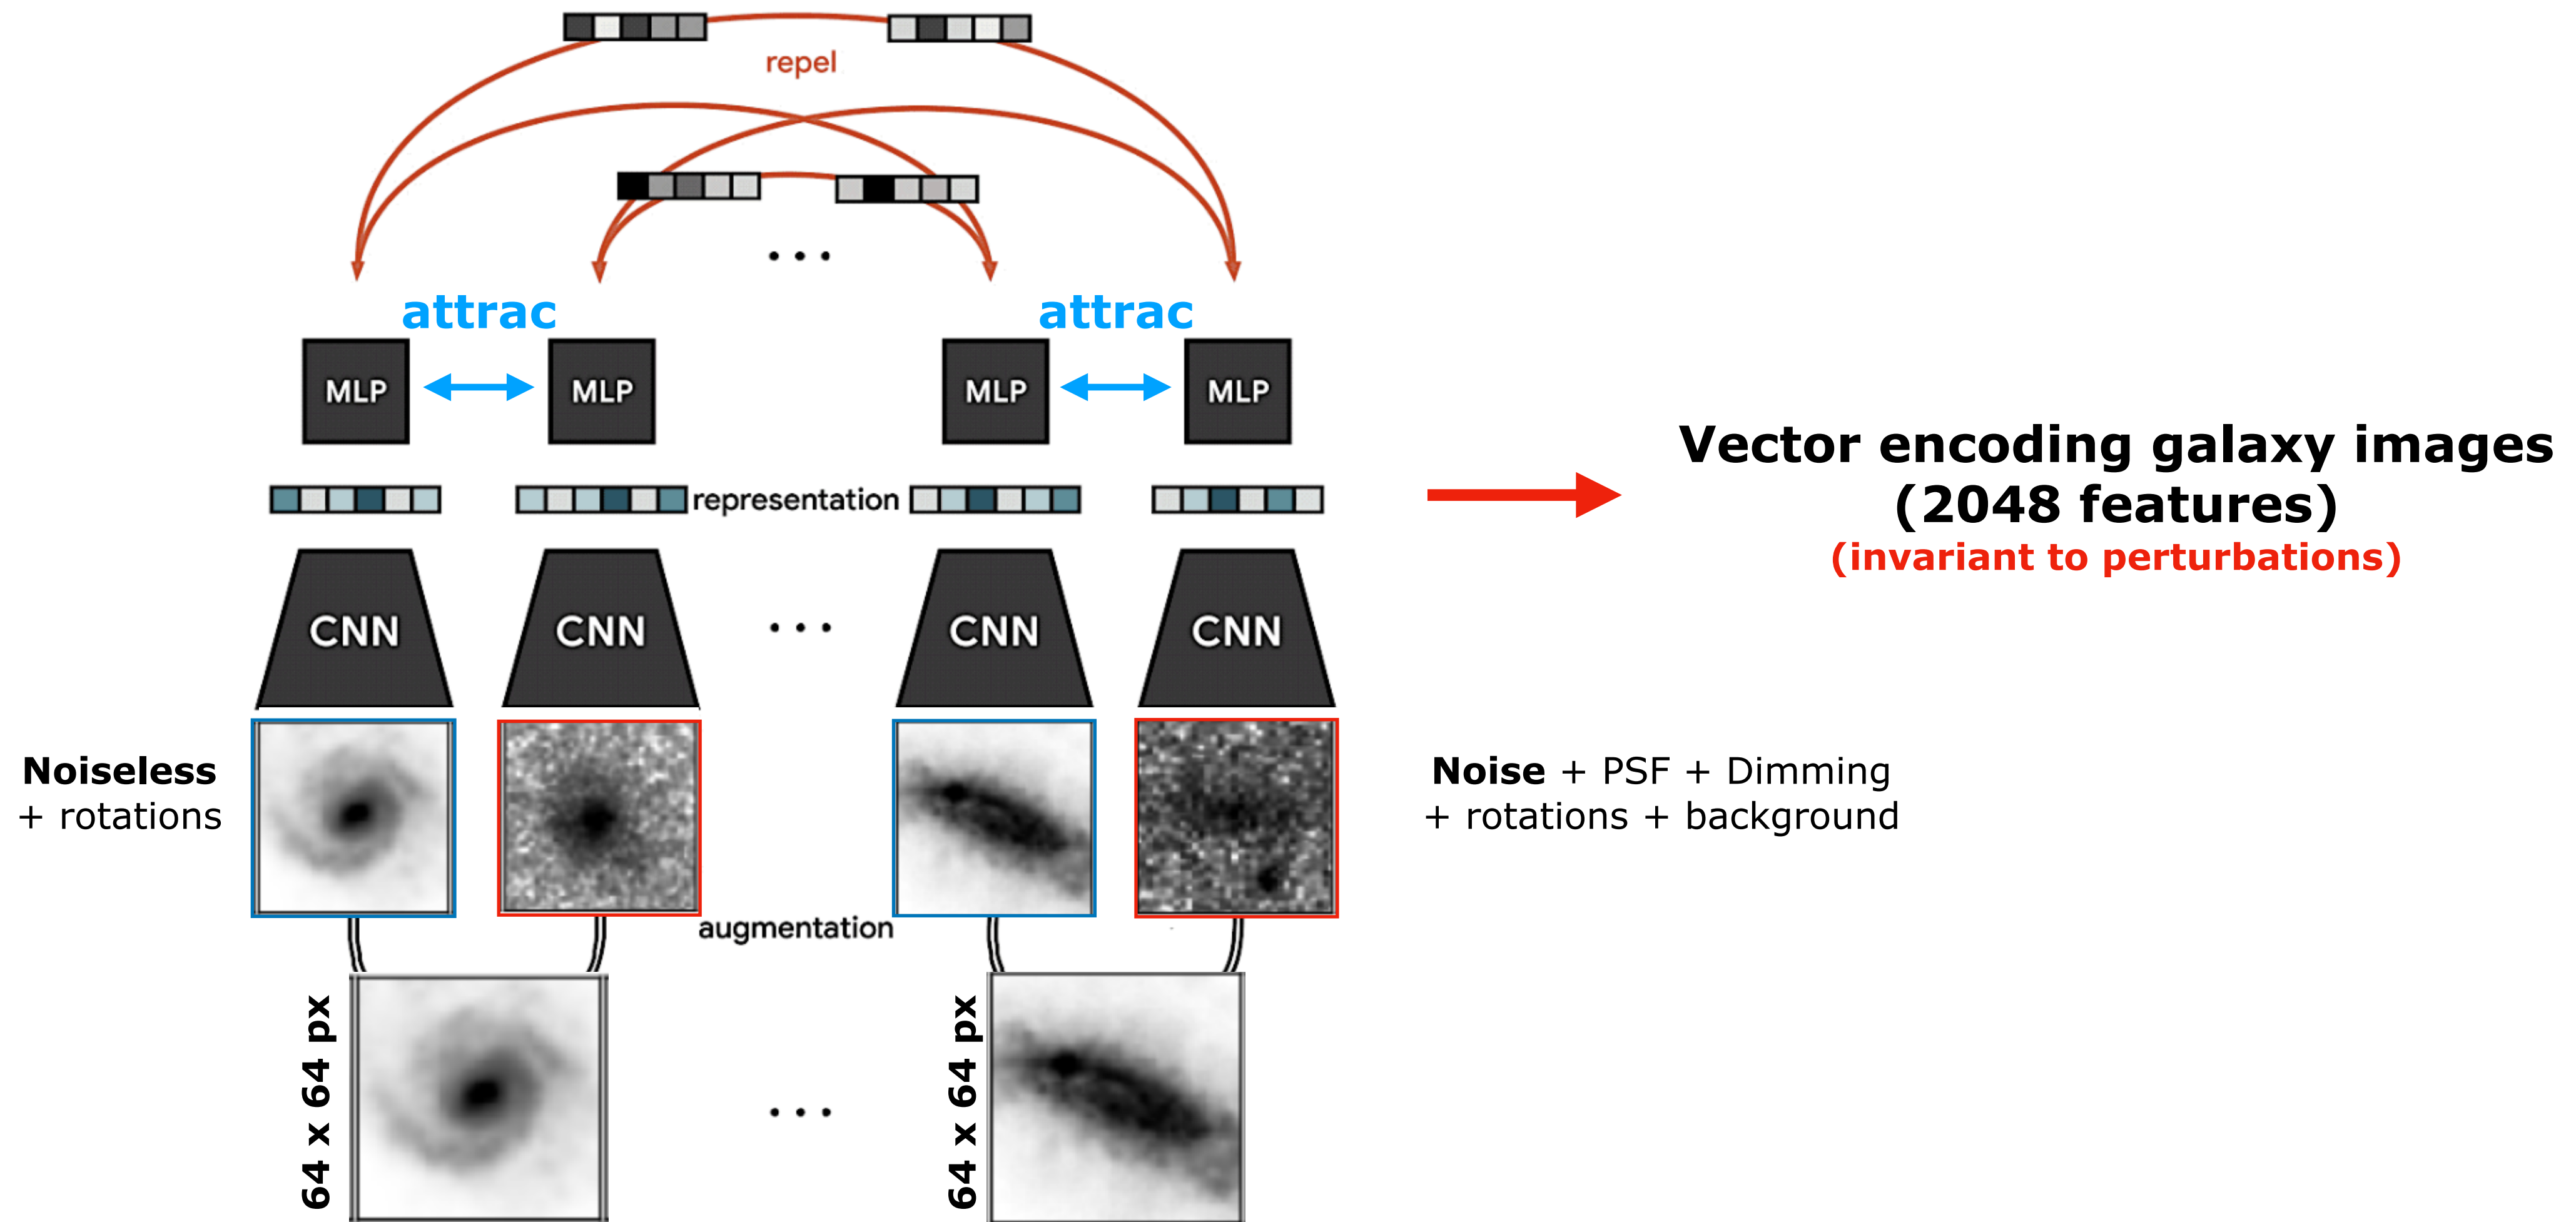 repel
attrac
attrac
MLP
MLP
MLP
MLP
representation
Vector encoding galaxy images
(2048 features)
(invariant to perturbations)
CNN
CNN
CNN
CNN
Noiseless
+ rotations
Noise + PSF + Dimming
+ rotations + background
augmentation
64 x 64 px
64 x 64 px